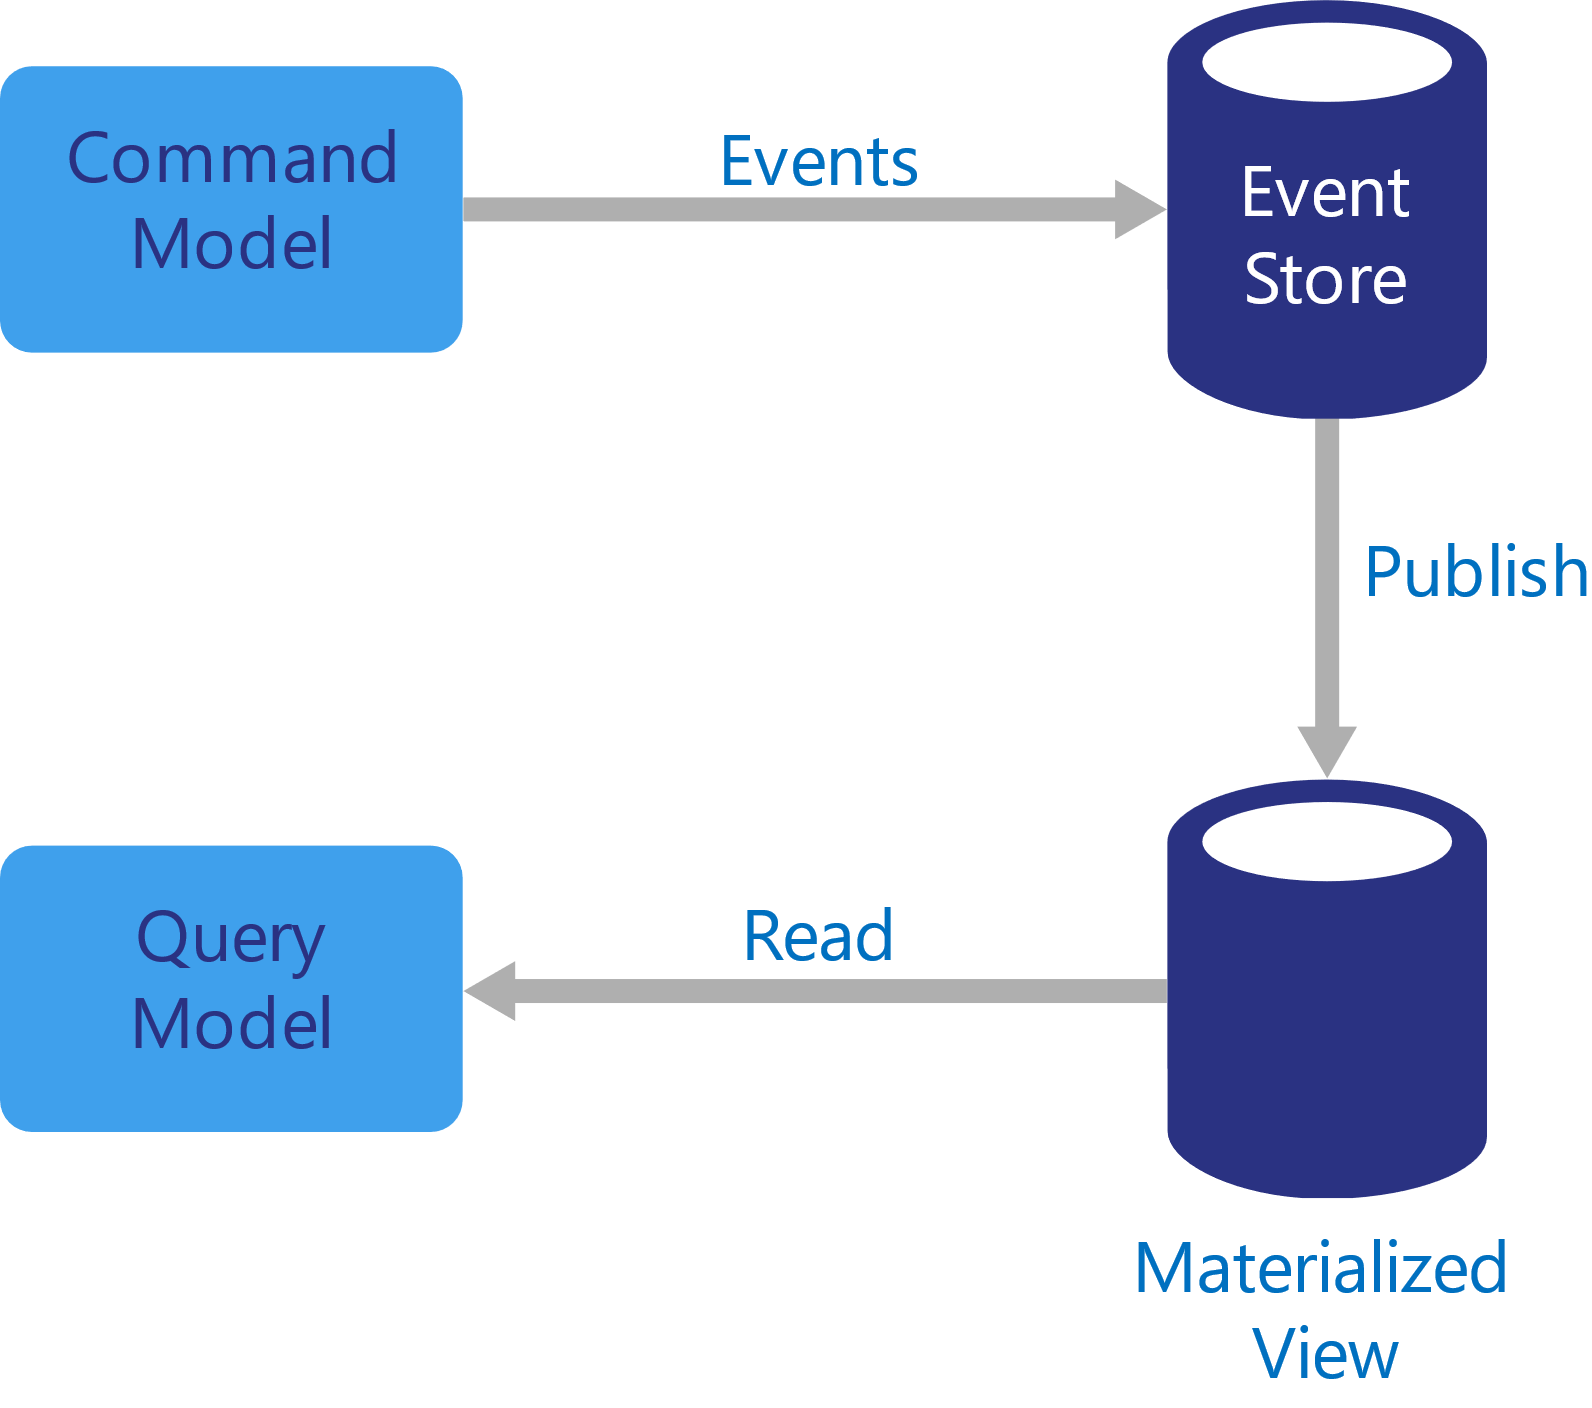 Command
Model
Events
Event
Store
Publish
Query
Model
Read
Materialized
View